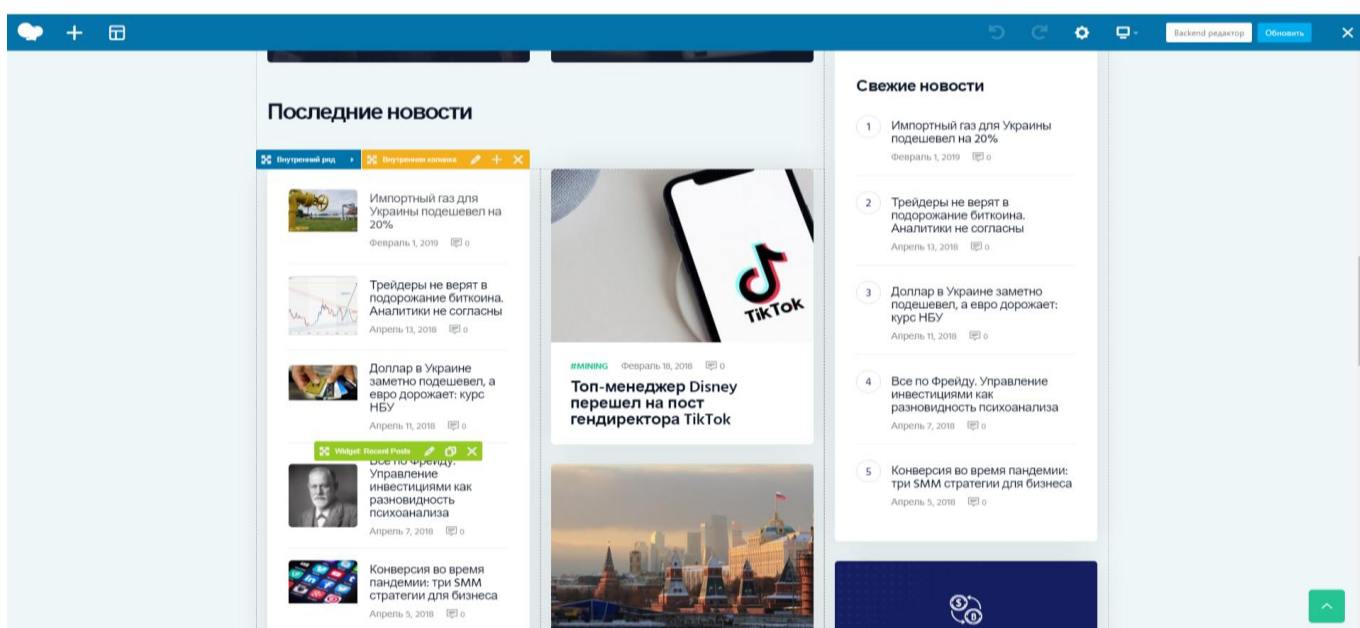 Backend редактор
Обновить
Последние новости
Внутренний ряд
Внутренняя колонка
Импортный газ для
Украины подешевел на
20%
Февраль 1, 2019 0
Трейдеры не верят в
подорожание биткоина.
Аналитики не согласны
Апрель 13, 2018 0
Доллар в Украине
заметно подешевел, а
евро дорожает: курс
НБУ
Апрель 11, 2018 0
Widget: Recent Posts
Все по Фрейду.
Управление
инвестициями как
разновидность
психоанализа
Апрель 7, 2018 0
Конверсия во время
пандемии: три SMM
стратегии для бизнеса
Апрель 5, 2018 0
TikTok
#MINING Февраль 18, 2018 0
Топ-менеджер Disney
перешел на пост
гендиректора TikTok
Свежие новости
1
Импортный газ для Украины
подешевел на 20%
Февраль 1, 2019 0
2
Трейдеры не верят в
подорожание биткоина.
Аналитики не согласны
Апрель 13, 2018 0
3
Доллар в Украине заметно
подешевел, а евро дорожает:
курс НБУ
Апрель 11, 2018 0
4
Все по Фрейду. Управление
инвестициями как
разновидность психоанализа
Апрель 7, 2018 0
5
Конверсия во время пандемии:
три SMM стратегии для бизнеса
Апрель 5, 2018 0